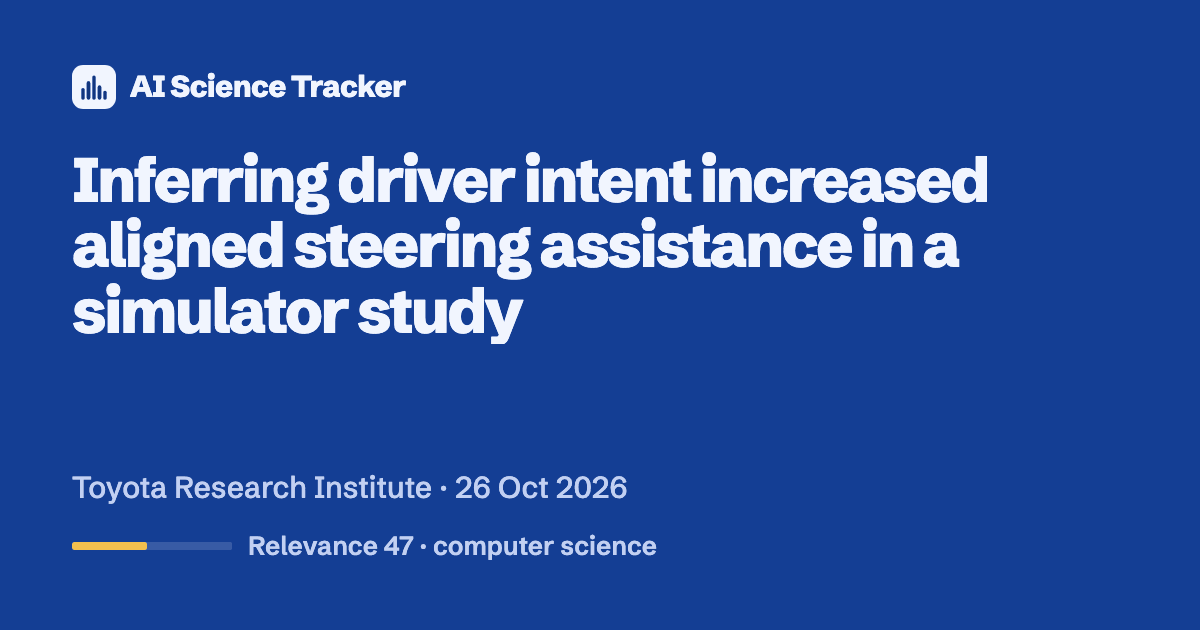 AI Science Tracker
Inferring driver intent increased
aligned steering assistance in a
simulator study
Toyota Research Institute · 26 Oct 2026
Relevance 47 · computer science